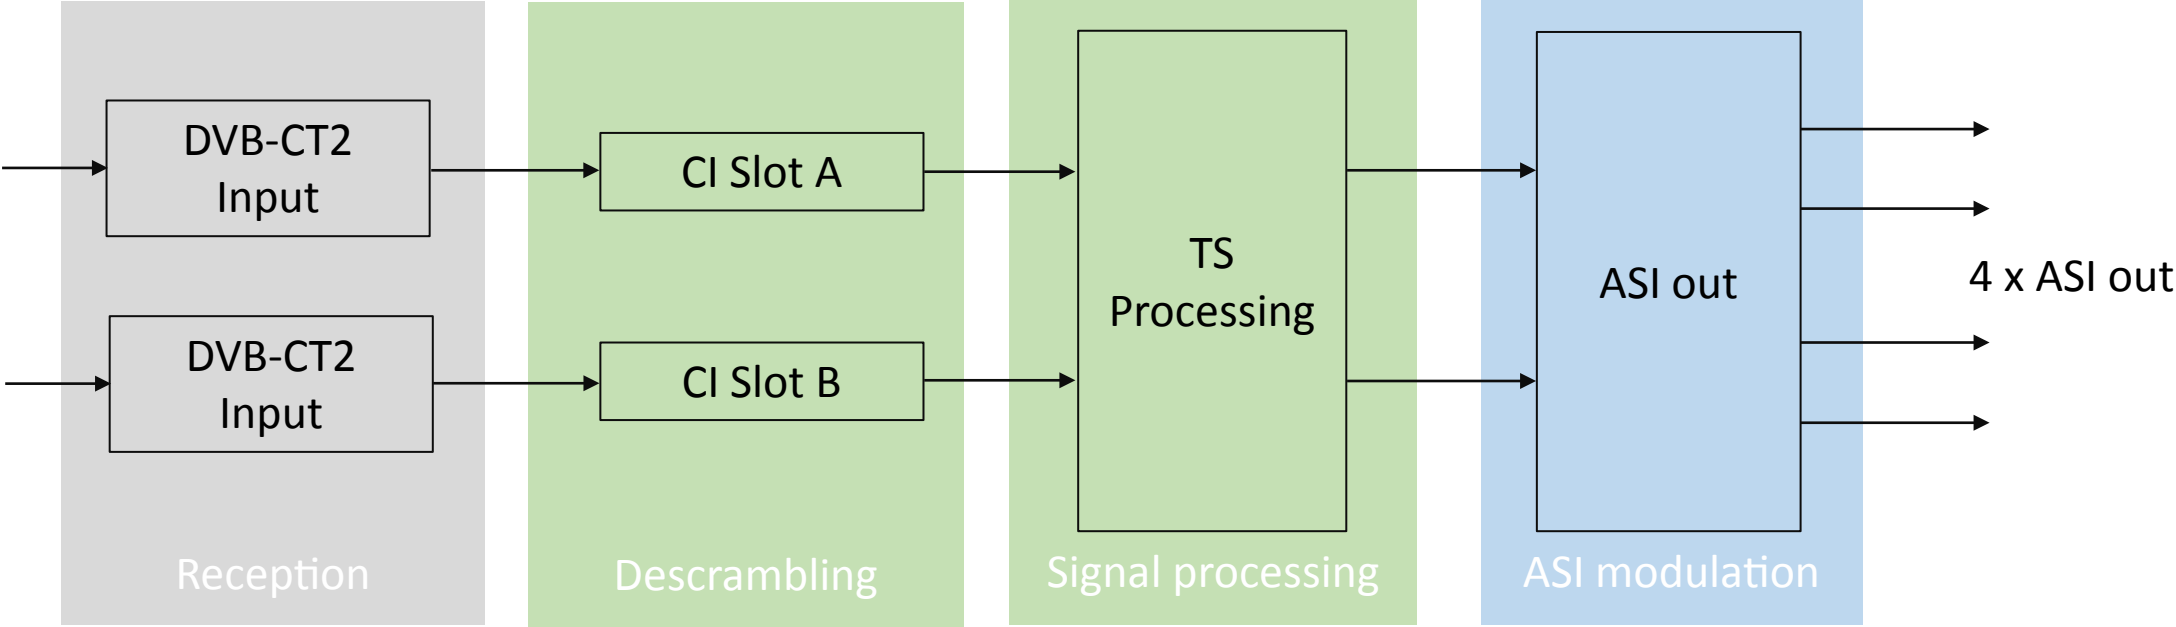 DVB-CT2
Input
DVB-CT2
Input
Reception
CI Slot A
CI Slot B
Descrambling
TS
Processing
Signal processing
ASI out
ASI modulation
4 x ASI out